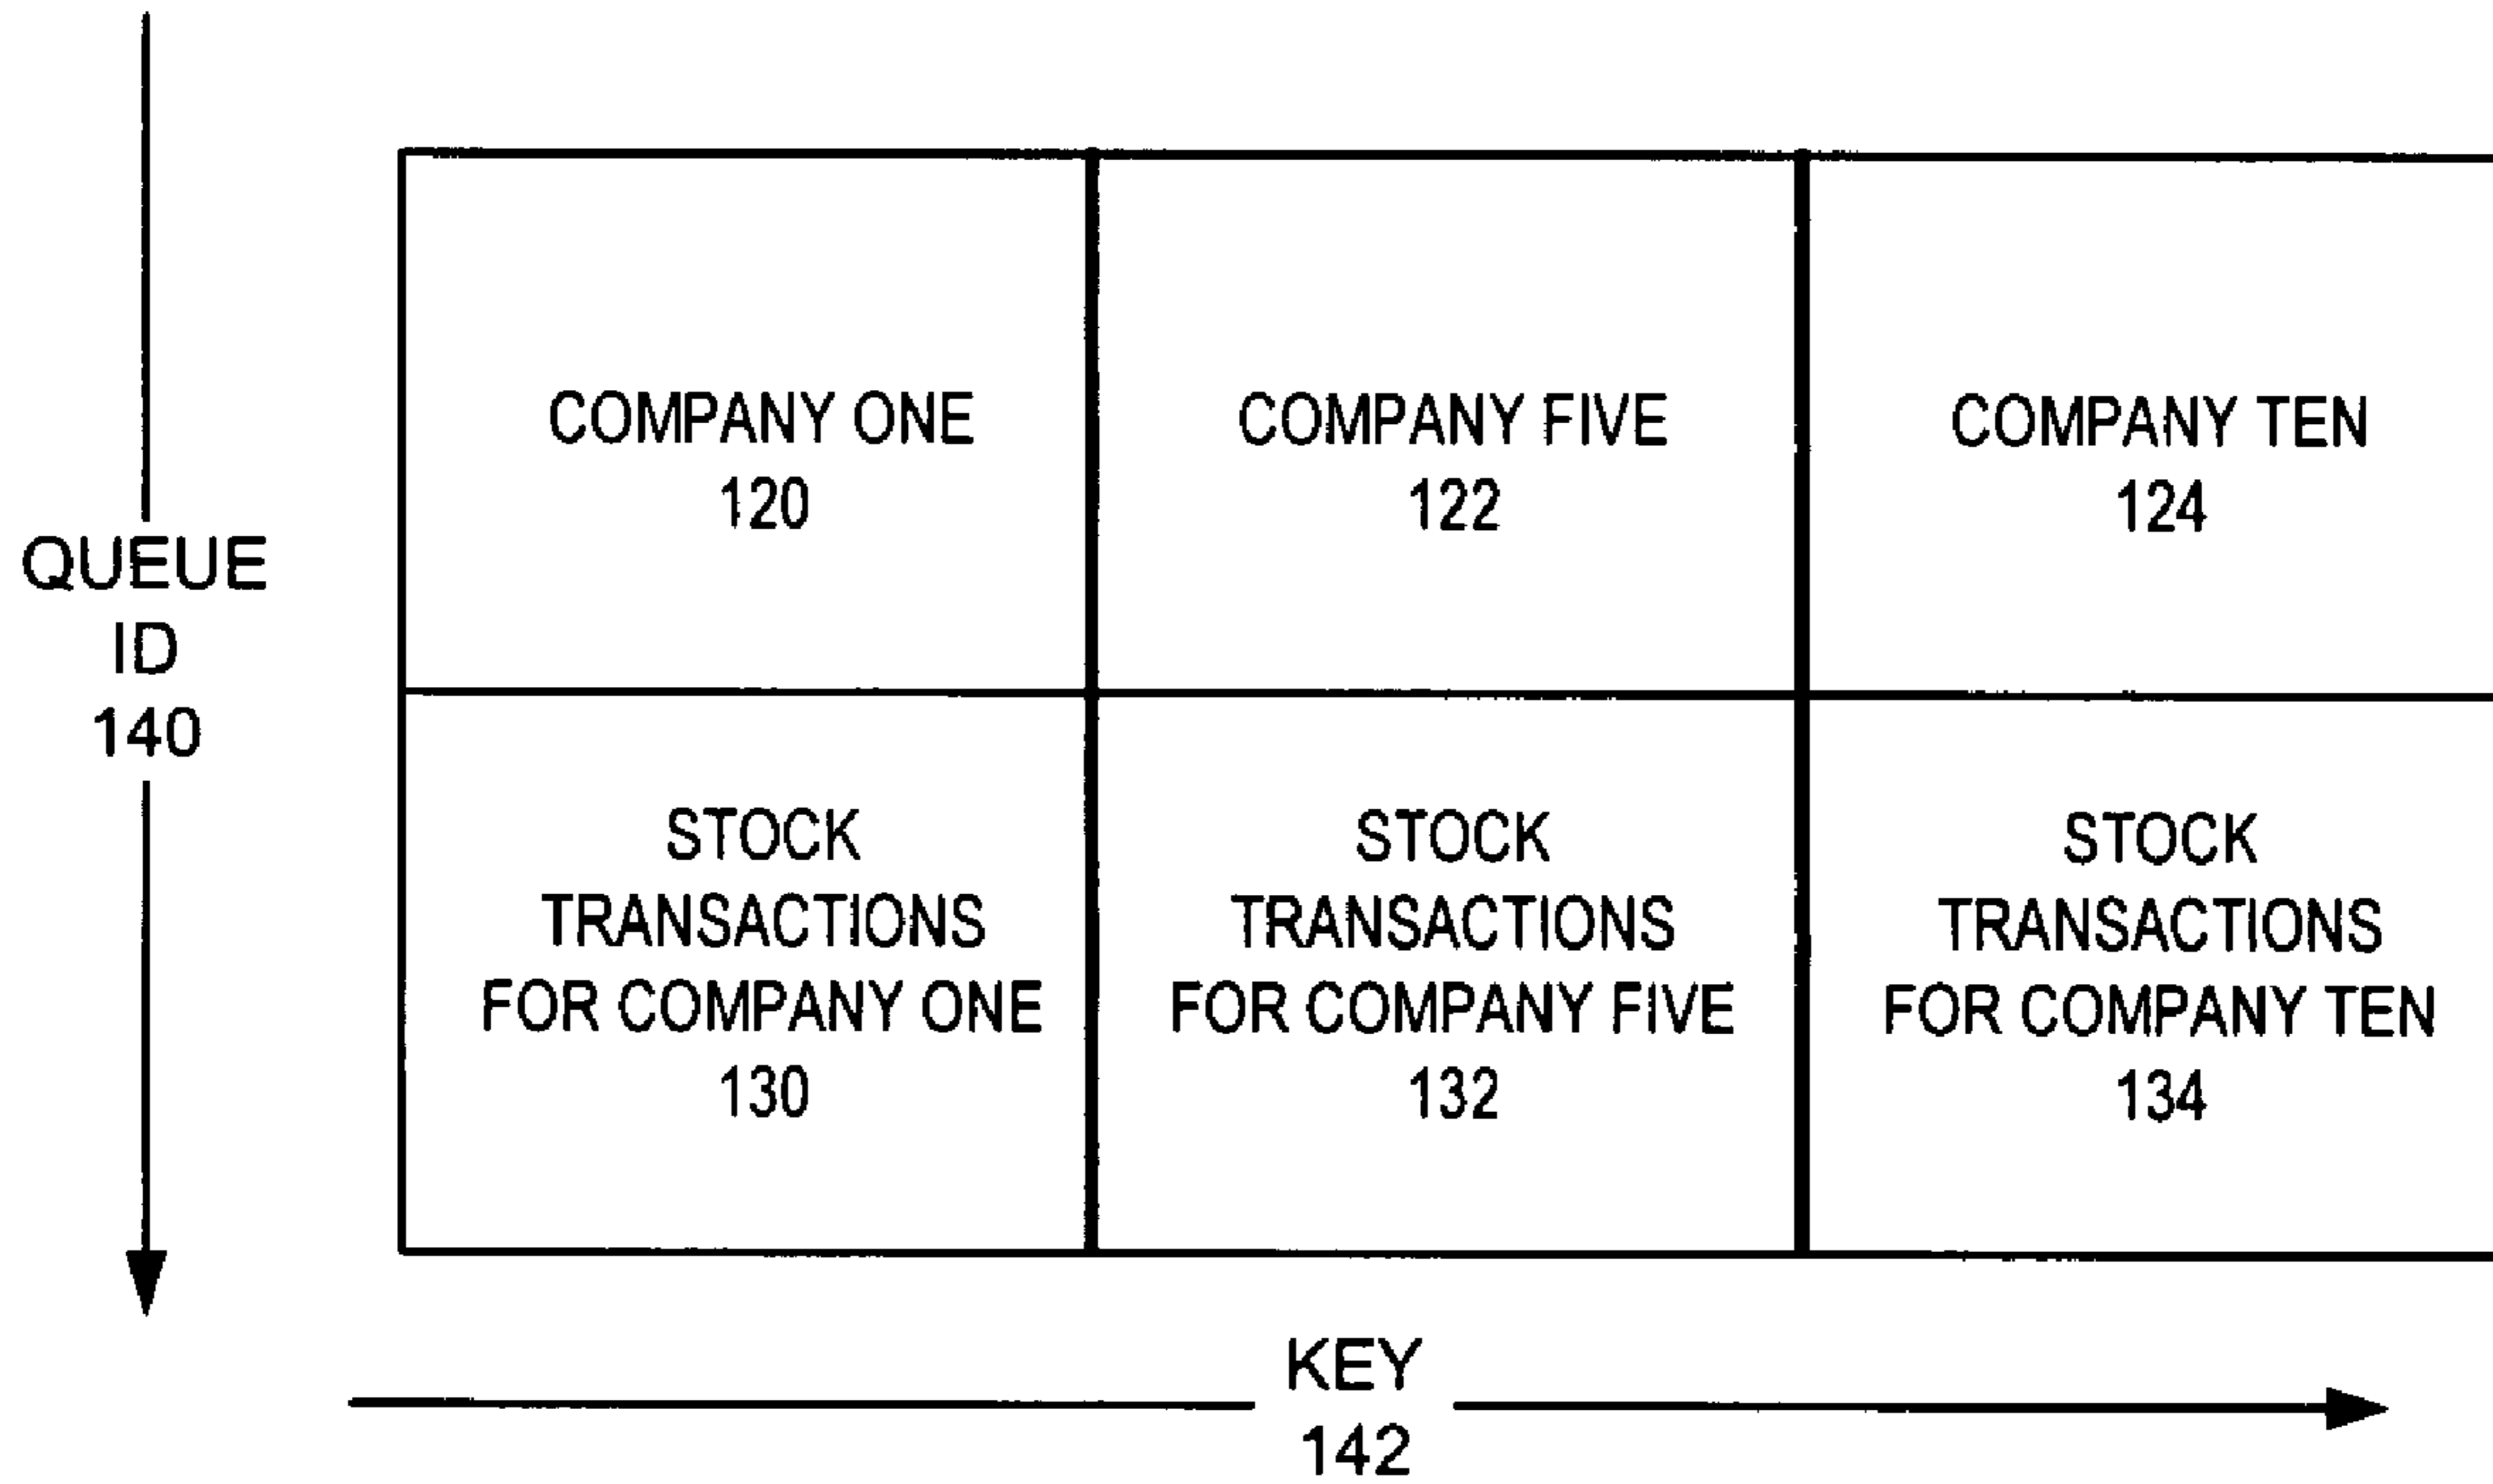 QUEUE
ID
140
COMPANY ONE
120
COMPANY FIVE
122
COMPANY TEN
124
STOCK
TRANSACTIONS
FOR COMPANY ONE
130
STOCK
TRANSACTIONS
FOR COMPANY FIVE
132
STOCK
TRANSACTIONS
FOR COMPANY TEN
134
KEY
142